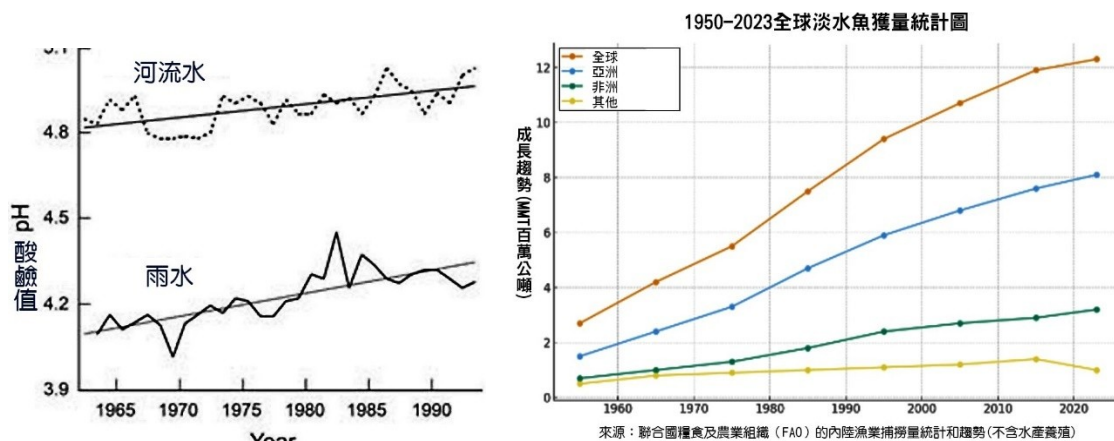 5.1
河流水
4.8
4.5
酸鹼值 pH
雨水
4.2
3.9
1965 1970 1975 1980 1985 1990
Year
1950-2023全球淡水魚獲量統計圖
全球
亞洲
非洲
其他
成長趨勢(MMT百萬公噸)
12
10
8
6
4
2
0
1960 1970 1980 1990 2000 2010 2020
來源：聯合國糧食及農業組織（FAO）的內陸漁業捕撈量統計和趨勢(不含水產養殖)